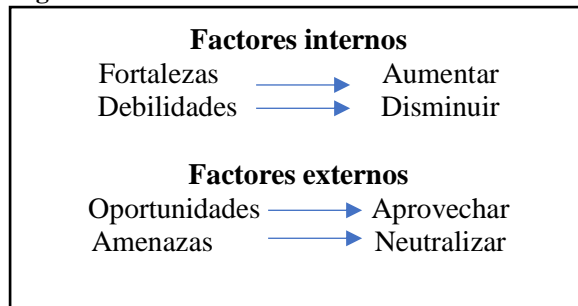 Factores internos
Fortalezas Aumentar
Debilidades Disminuir
Factores externos
Oportunidades Aprovechar
Amenazas Neutralizar